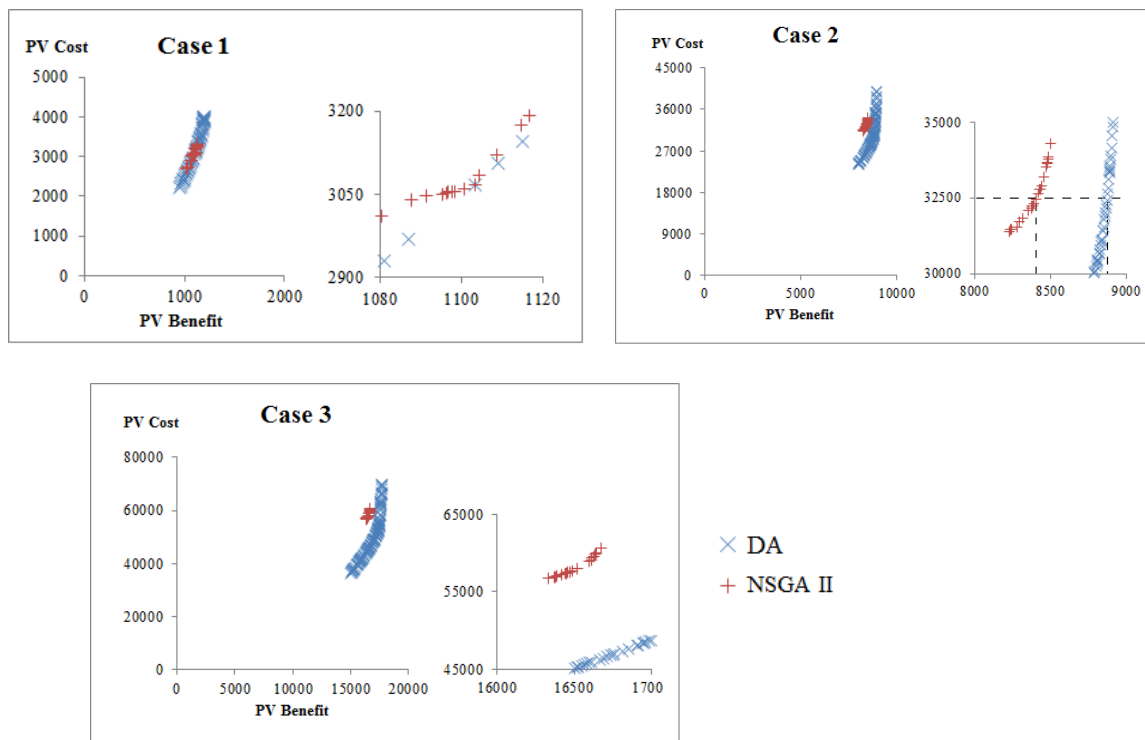 Case 1
PV Cost
5000
4000
3000
2000
1000
0
0 1000 2000
PV Benefit
3200
3050
2900
1080 1100 1120
Case 2
PV Cost
45000
36000
27000
18000
9000
0
0 5000 10000
PV Benefit
35000
32500
30000
8000 8500 9000
Case 3
PV Cost
80000
60000
40000
20000
0
0 5000 10000 15000 20000
PV Benefit
65000
55000
45000
16000 16500 1700
DA
NSGA II